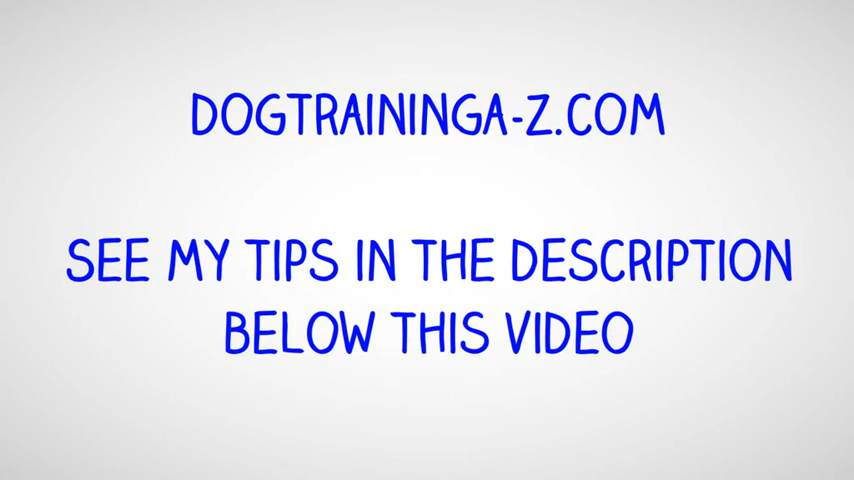 DOGTRAININGA-Z.COM
SEE MY TIPS IN THE DESCRIPTION
BELOW THIS VIDEO